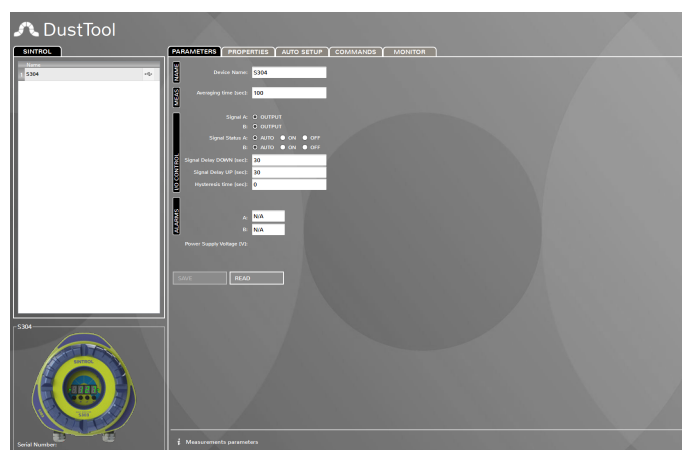 DustTool
SINTROL
PARAMETERS PROPERTIES AUTO SETUP COMMANDS MONITOR
Name
S304
NAME
Device Name: S304
MEAS
Averaging time [sec]: 100
I/O CONTROL
Signal A: OUTPUT
B: OUTPUT
Signal Status A: AUTO ON OFF
B: AUTO ON OFF
Signal Delay DOWN [sec]: 30
Signal Delay UP [sec]: 30
Hysteresis time [sec]: 0
ALARMS
A: N/A
B: N/A
Power Supply Voltage [V]:
SAVE READ
S304
SINTROL
Serial Number:
i Measurements parameters